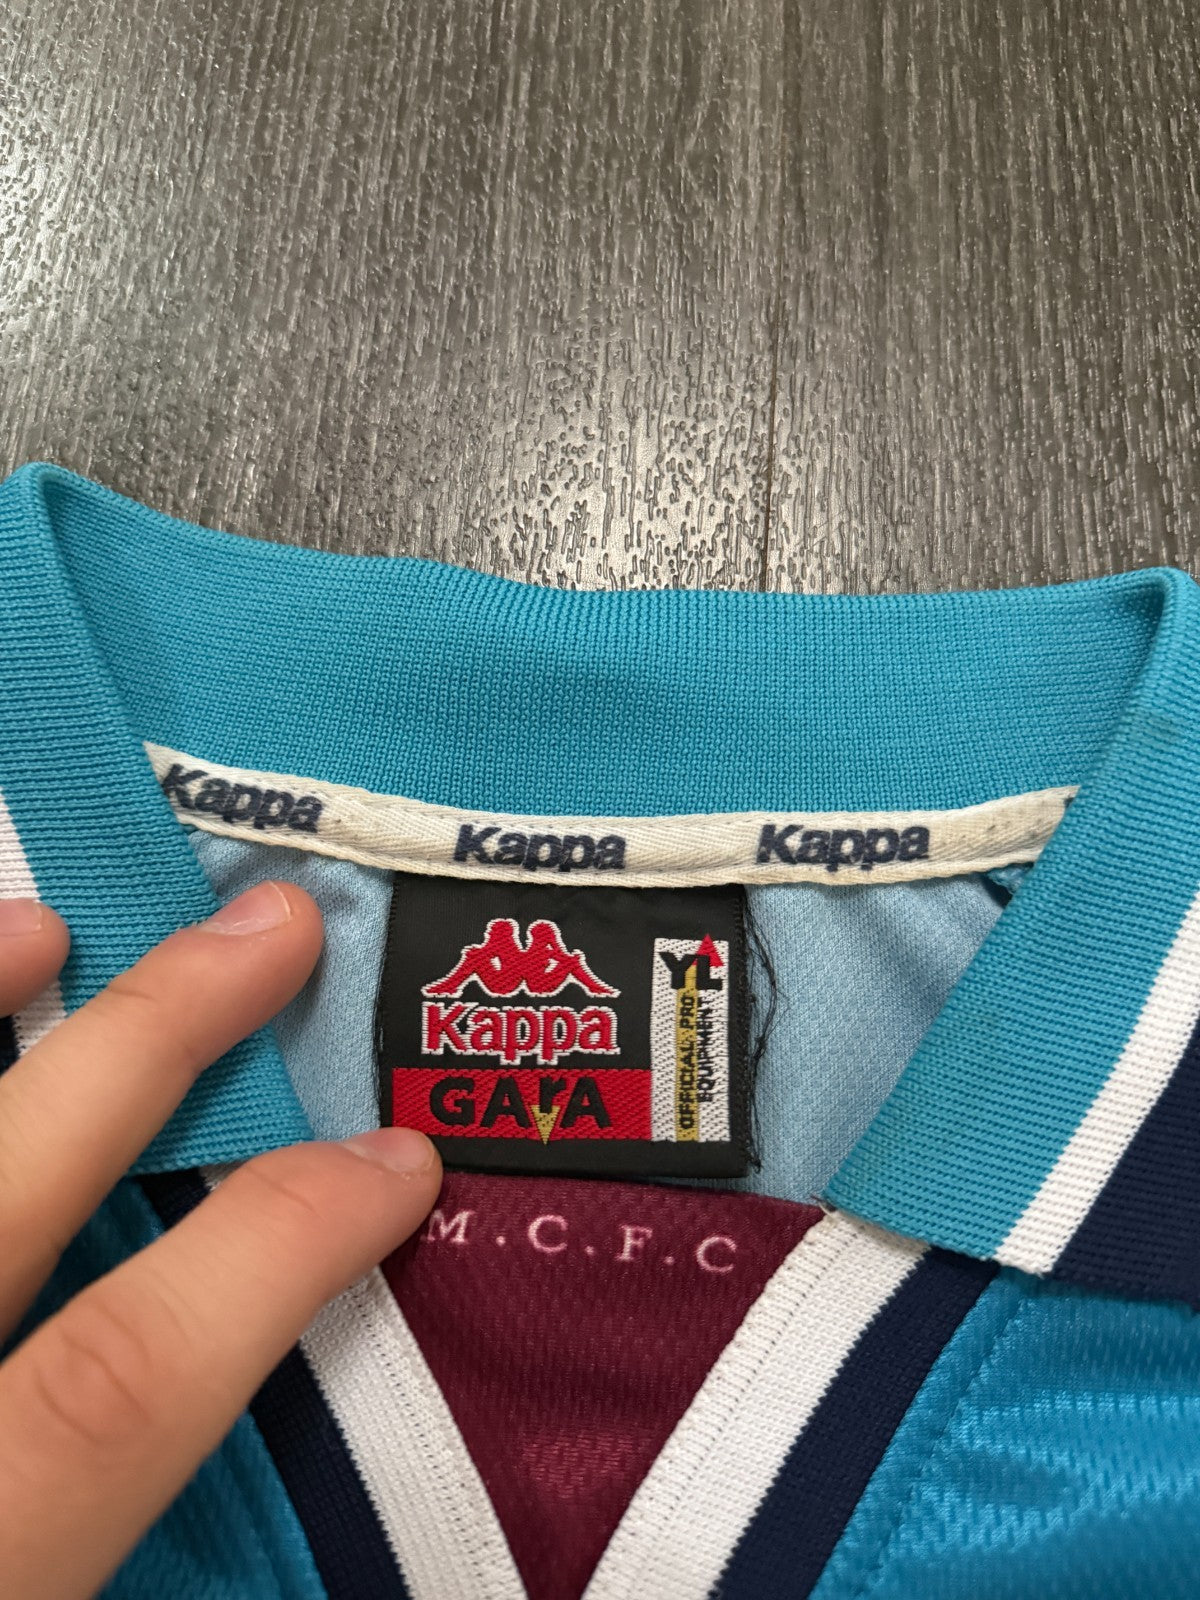 Kappa Kappa Kappa
Kappa
GARA
YL
OFFICIAL PRO
EQUIPMENT
M.C.F.C